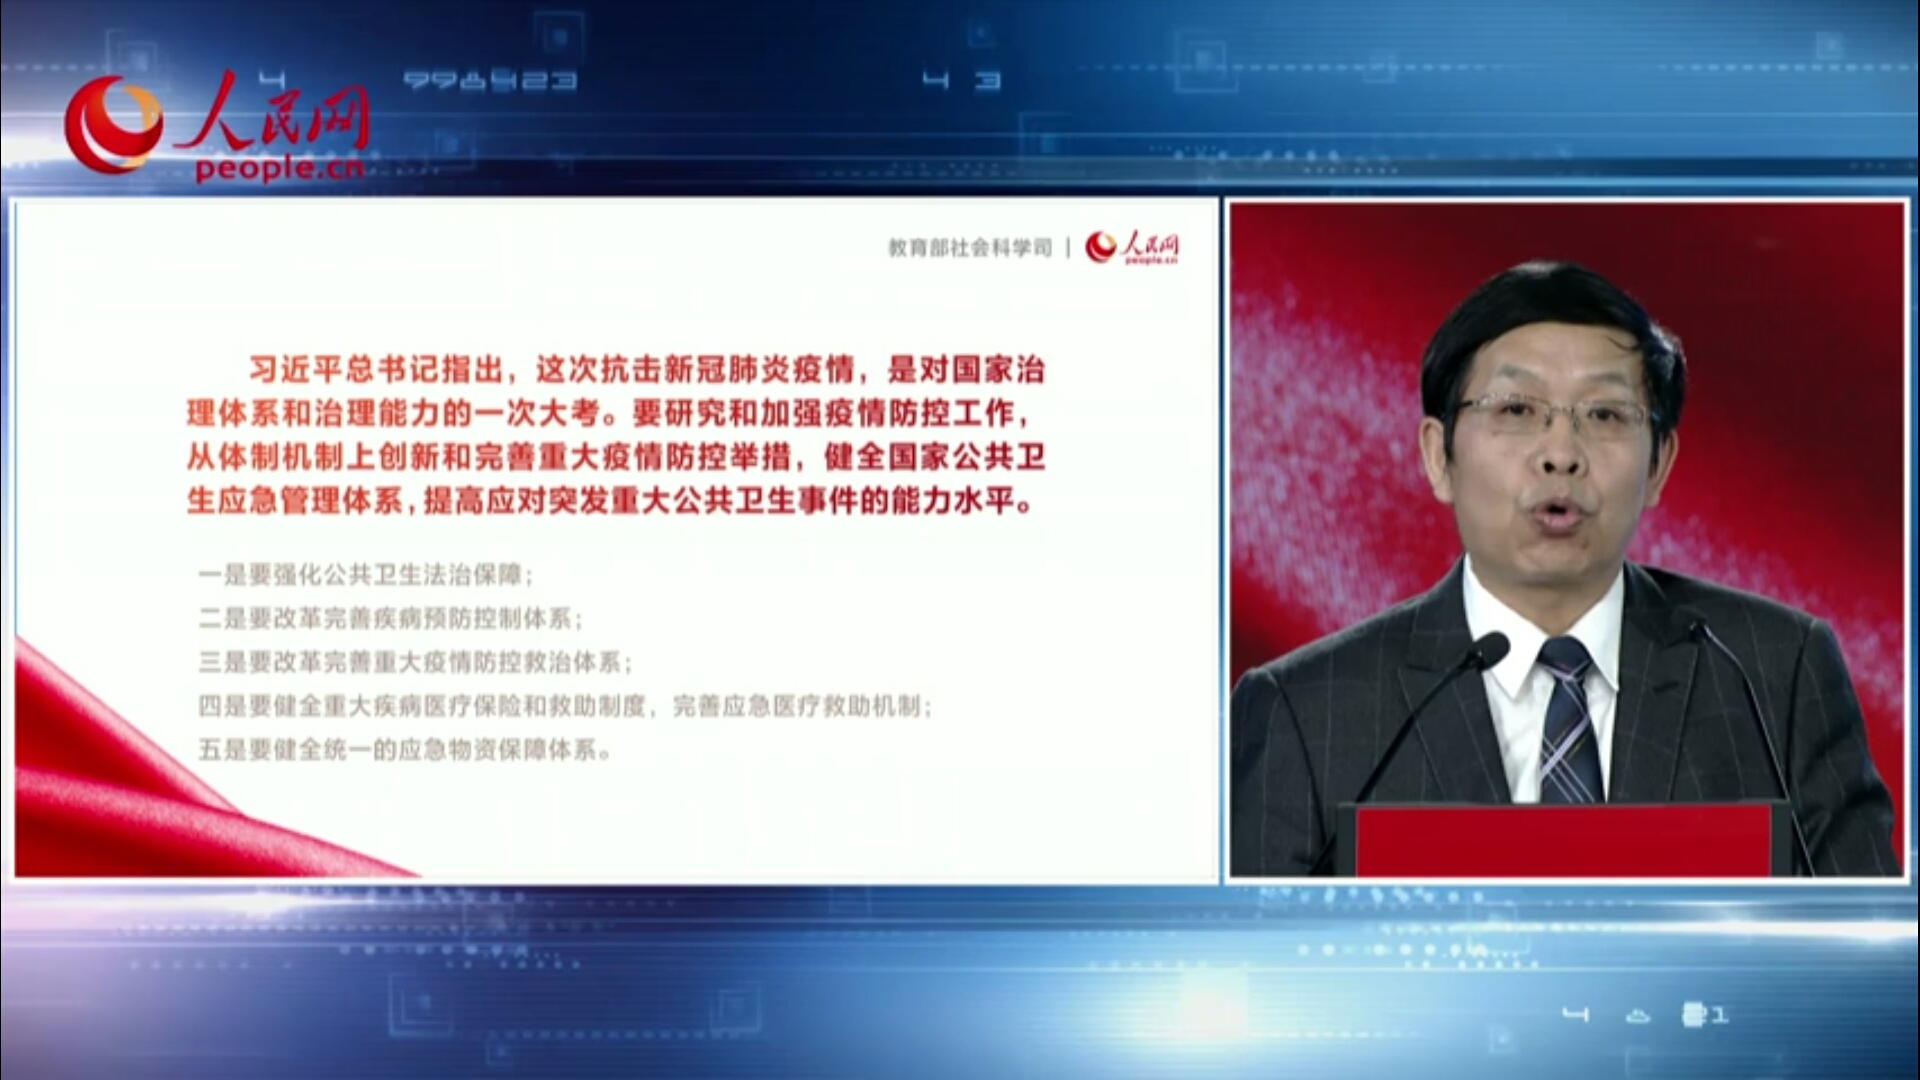 4 998423 4 3
人民网
people.cn
教育部社会科学司 | 人民网
people.cn
习近平总书记指出，这次抗击新冠肺炎疫情，是对国家治
理体系和治理能力的一次大考。要研究和加强疫情防控工作，
从体制机制上创新和完善重大疫情防控举措，健全国家公共卫
生应急管理体系，提高应对突发重大公共卫生事件的能力水平。
一是要强化公共卫生法治保障；
二是要改革完善疾病预防控制体系；
三是要改革完善重大疫情防控救治体系；
四是要健全重大疾病医疗保险和救助制度，完善应急医疗救助机制；
五是要健全统一的应急物资保障体系。